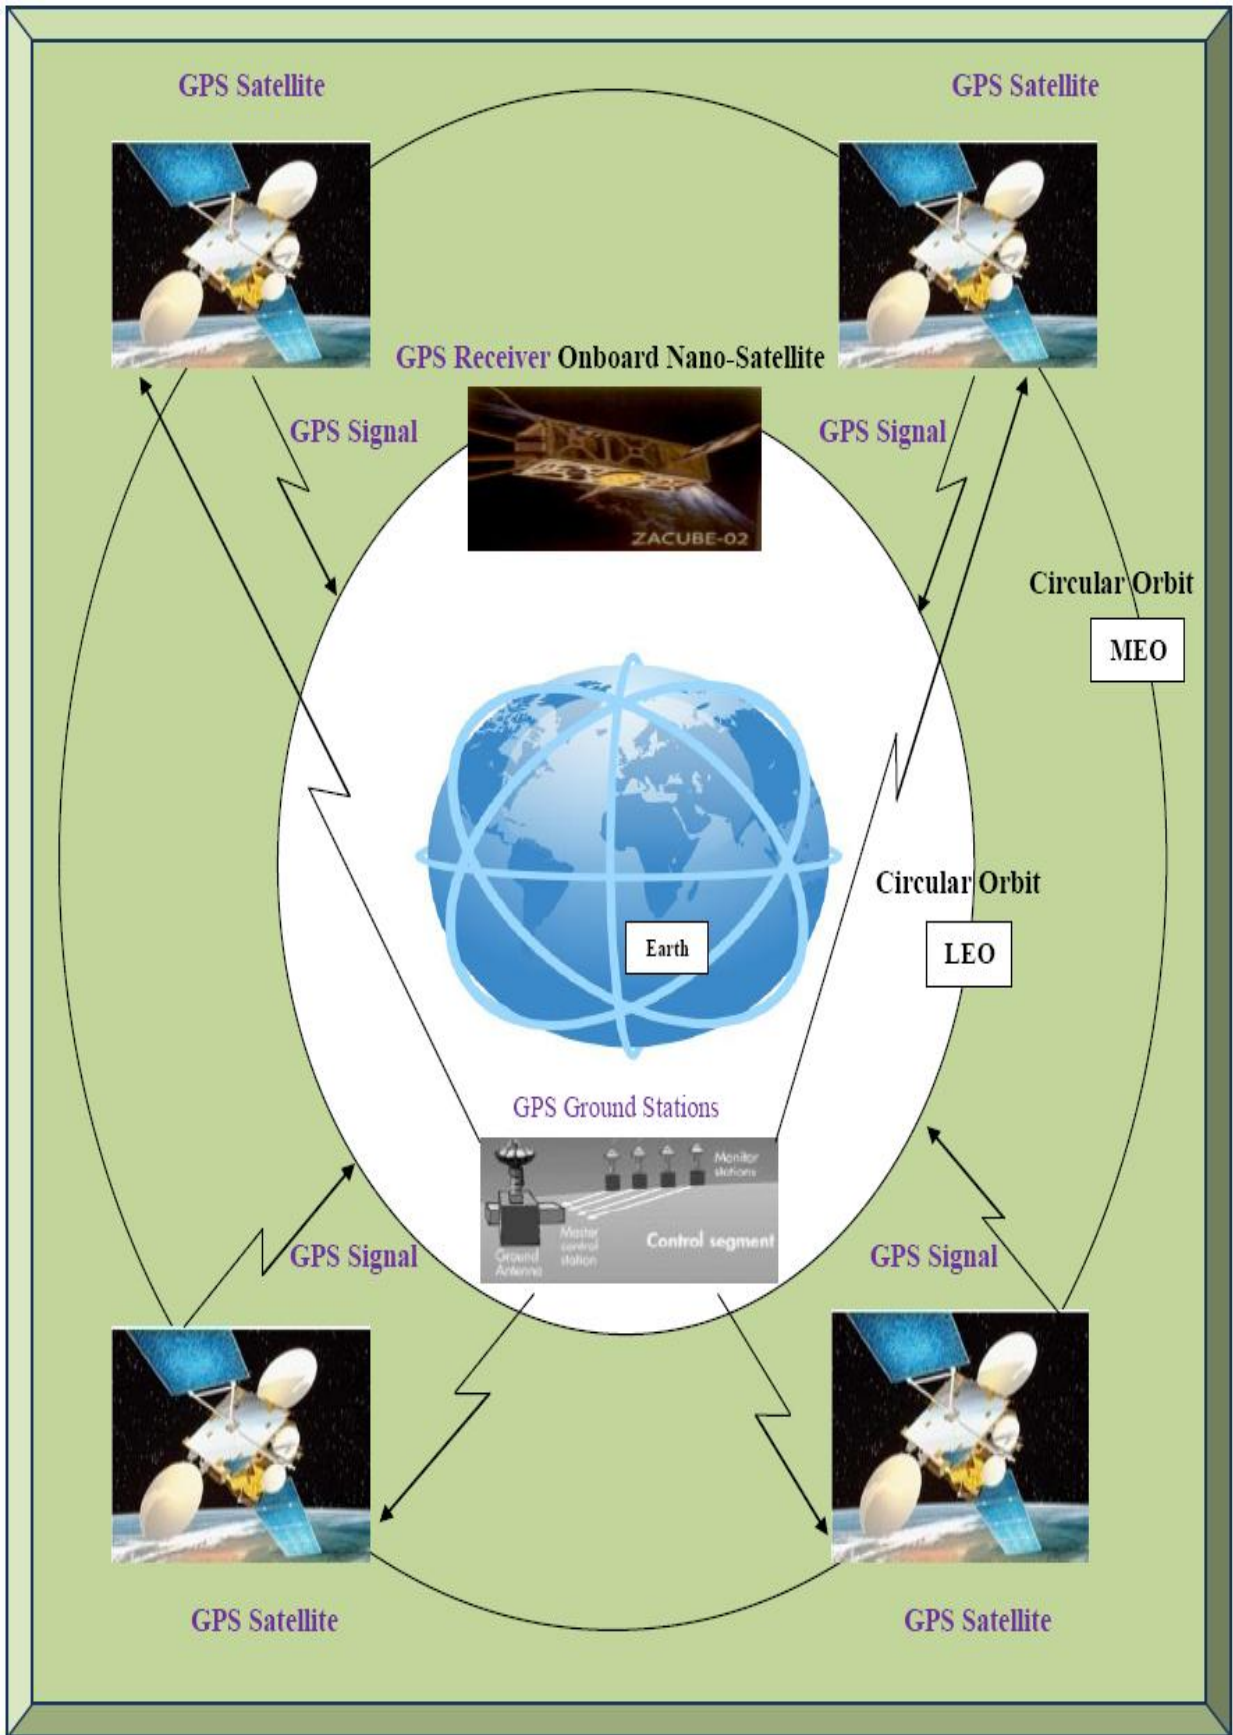 GPS Satellite
GPS Satellite
GPS Receiver Onboard Nano-Satellite
GPS Signal
GPS Signal
ZACUBE-02
Circular Orbit
MEO
Circular Orbit
LEO
Earth
GPS Ground Stations
Monitor
stations
Master
control
station
Control segment
Ground
Antenna
GPS Signal
GPS Signal
GPS Satellite
GPS Satellite